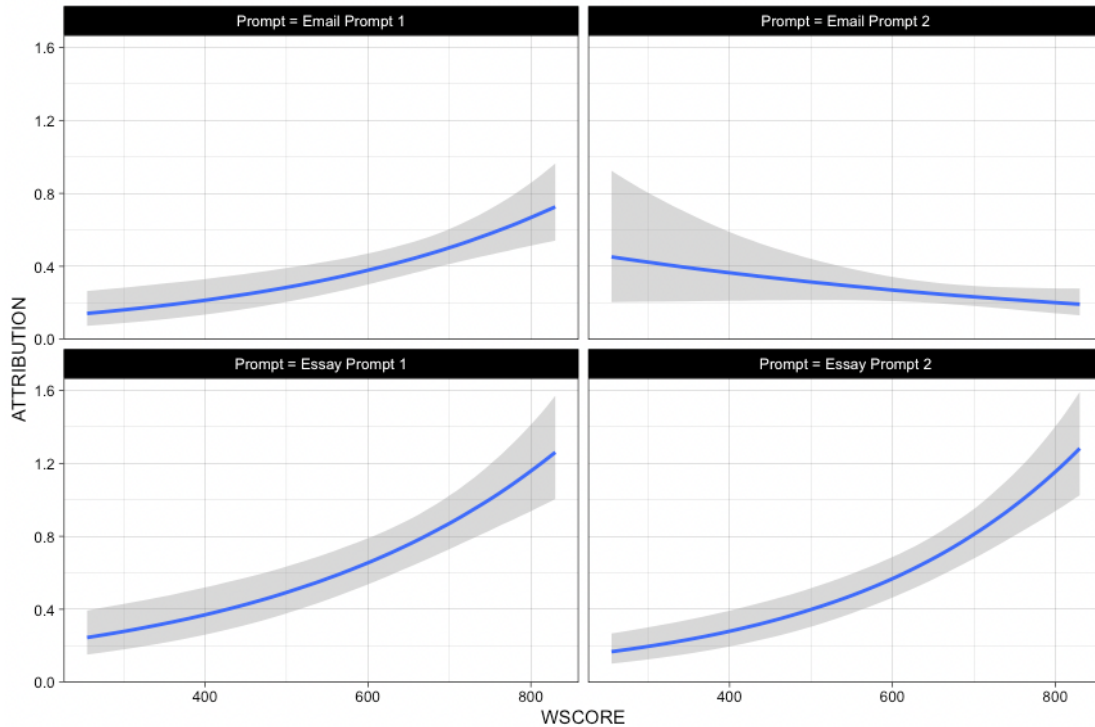 Prompt = Email Prompt 1
Prompt = Email Prompt 2
1.6
1.2
0.8
0.4
0.0
Prompt = Essay Prompt 1
Prompt = Essay Prompt 2
1.6
1.2
0.8
0.4
0.0
ATTRIBUTION
400 600 800
400 600 800
WSCORE